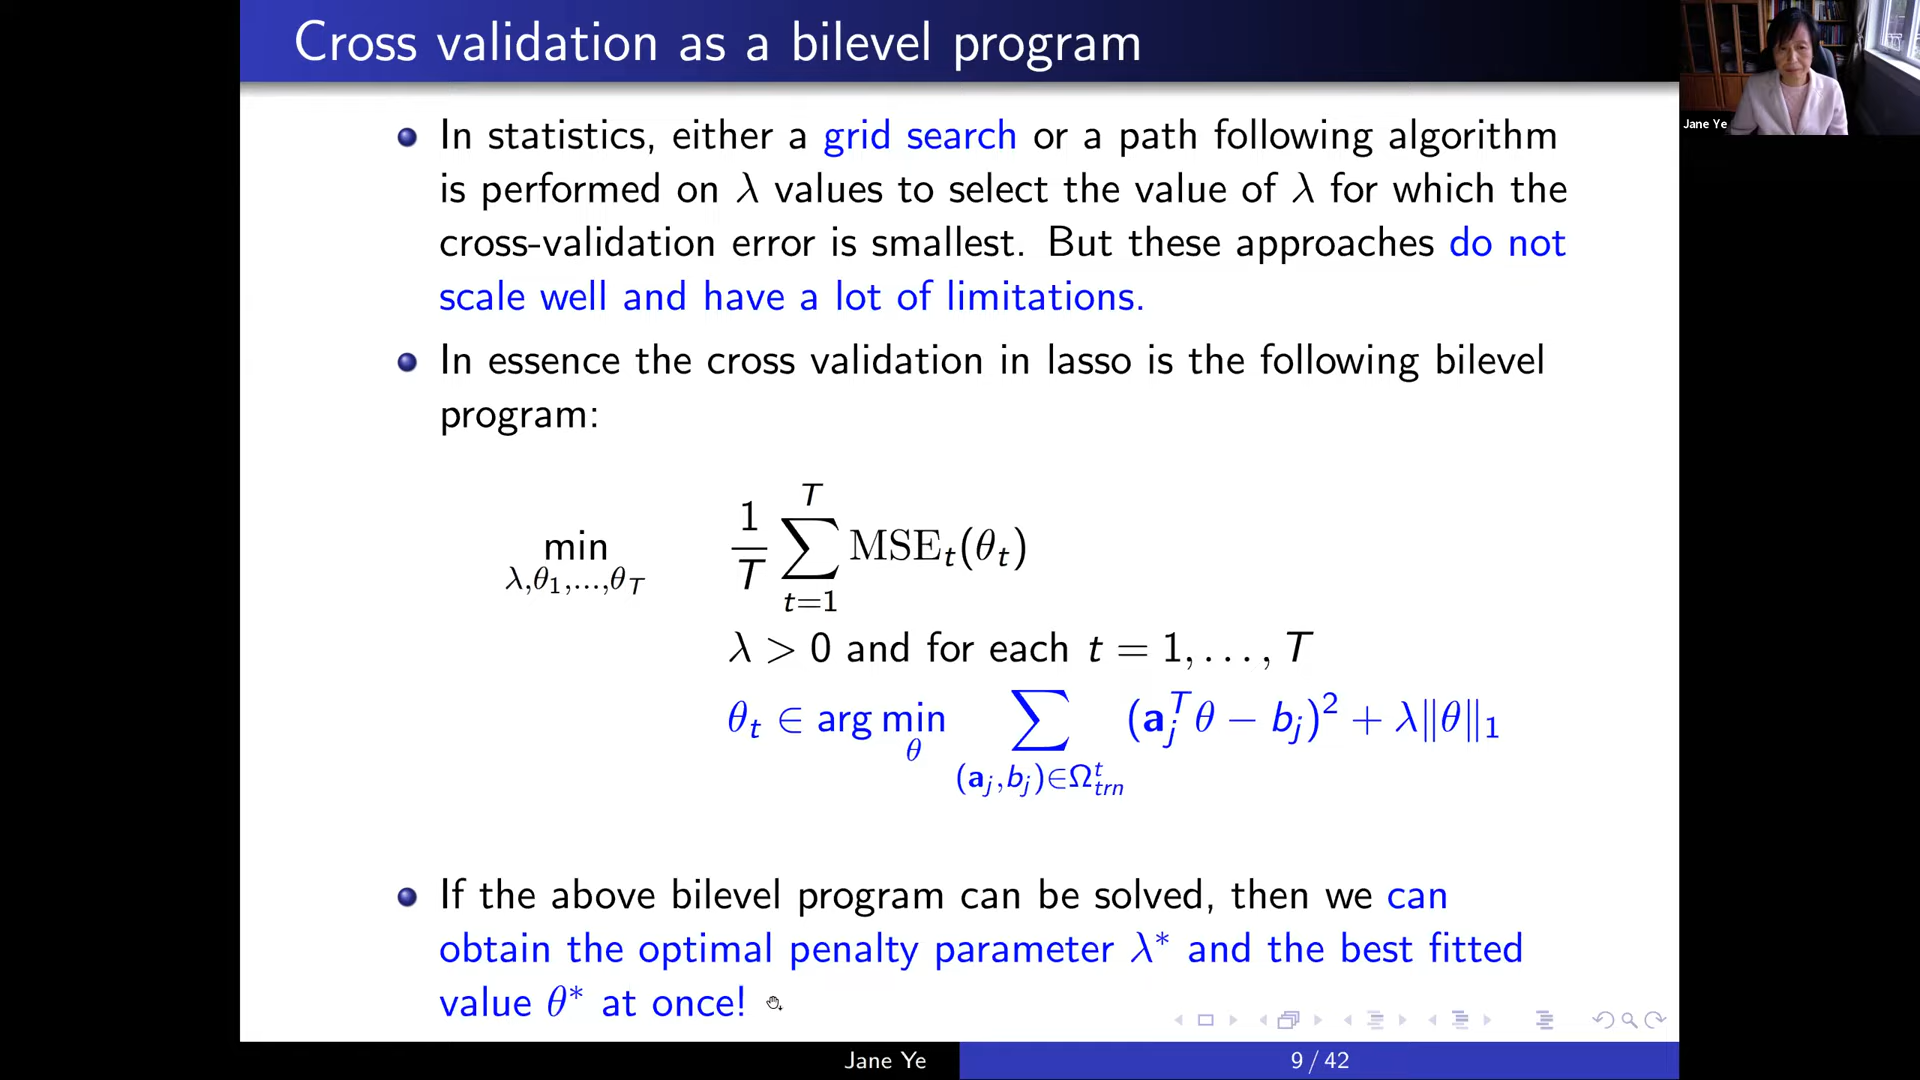 Cross validation as a bilevel program
Jane Ye
In statistics, either a grid search or a path following algorithm
is performed on λ values to select the value of λ for which the
cross-validation error is smallest. But these approaches do not
scale well and have a lot of limitations.
In essence the cross validation in lasso is the following bilevel
program:
min_{λ,θ_1,...,θ_T} 1/T ∑_{t=1}^{T} MSE_t(θ_t)
λ > 0 and for each t = 1, . . . , T
θ_t ∈ arg min_θ ∑_{(a_j,b_j)∈Ω^t_{trn}} (a_j^T θ − b_j)^2 + λ‖θ‖_1
If the above bilevel program can be solved, then we can
obtain the optimal penalty parameter λ* and the best fitted
value θ* at once!
Jane Ye
9 / 42